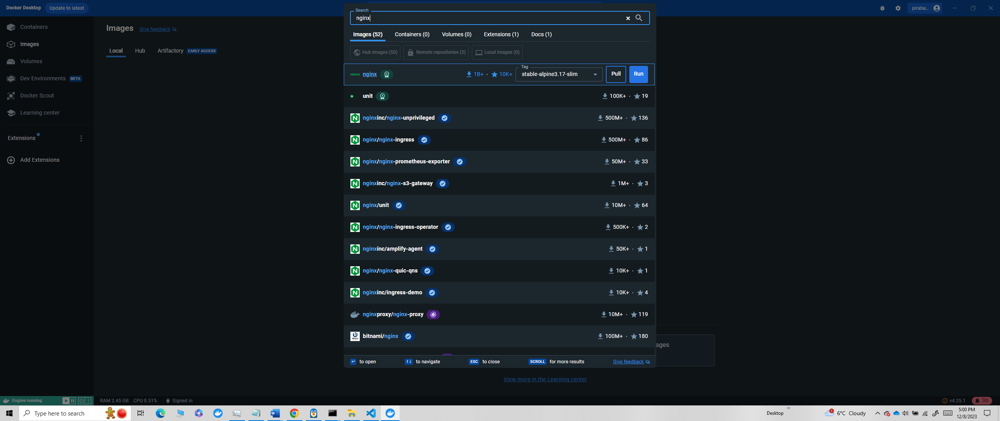 Docker Desktop
Update to latest
piraba...
Search
nginx
Containers
Images
Volumes
Dev Environments BETA
Docker Scout
Learning center
Extensions
Add Extensions
Images Give feedback
Local Hub Artifactory EARLY ACCESS
Images (52) Containers (0) Volumes (0) Extensions (1) Docs (1)
Hub images (50) Remote repositories (2) Local images (0)
NGINX nginx 1B+ · 10K+ Tag stable-alpine3.17-slim Pull Run
unit 100K+ · 19
nginxinc/nginx-unprivileged 500M+ · 136
nginx/nginx-ingress 500M+ · 86
nginx/nginx-prometheus-exporter 50M+ · 33
nginxinc/nginx-s3-gateway 1M+ · 3
nginx/unit 10M+ · 64
nginx/nginx-ingress-operator 500K+ · 2
nginxinc/amplify-agent 50K+ · 1
nginx/nginx-quic-qns 10K+ · 1
nginxinc/ingress-demo 10K+ · 4
nginxproxy/nginx-proxy 10M+ · 119
bitnami/nginx 100M+ · 180
ages
to open to navigate ESC to close SCROLL for more results Give feedback
View more in the Learning center
Engine running
RAM 2.45 GB CPU 0.51% Signed in
v4.25.1 36
Type here to search
Desktop
1
6°C Cloudy
5:00 PM
12/8/2023